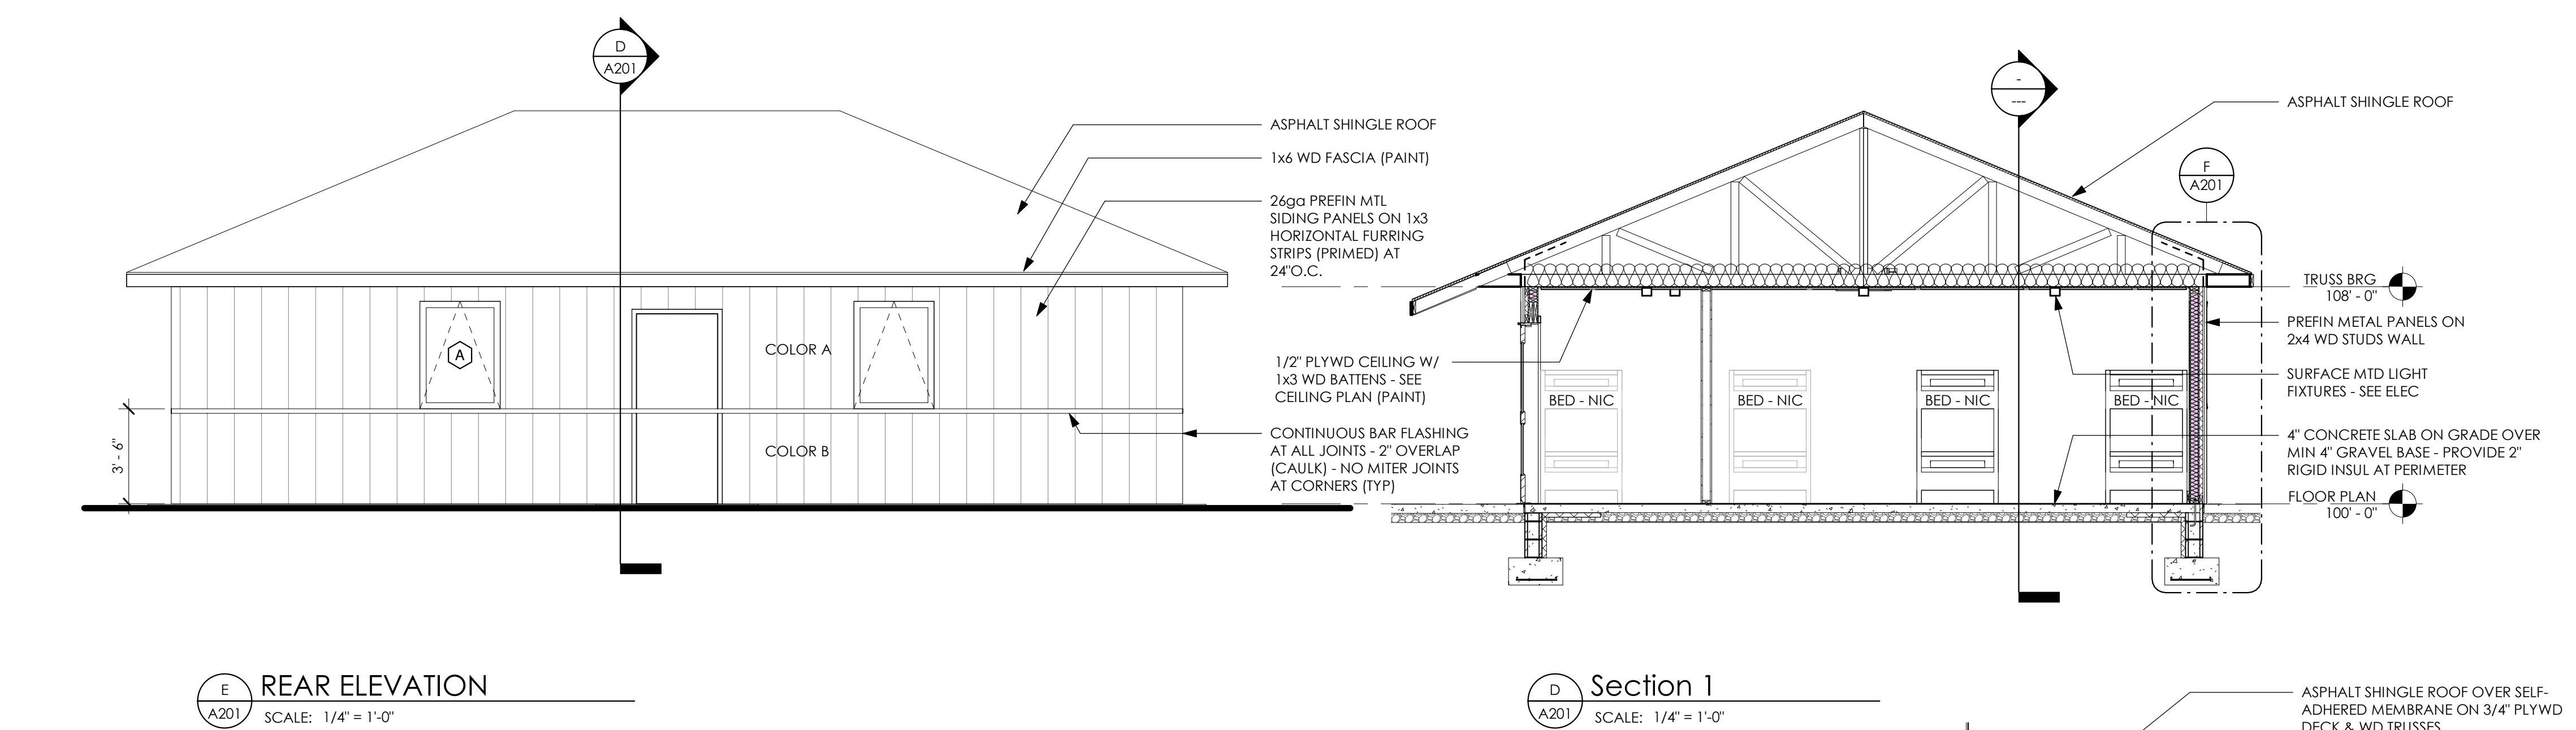 D
A201
ASPHALT SHINGLE ROOF
1x6 WD FASCIA (PAINT)
26ga PREFIN MTL
SIDING PANELS ON 1x3
HORIZONTAL FURRING
STRIPS (PRIMED) AT
24"O.C.
A
COLOR A
COLOR B
3' - 6"
CONTINUOUS BAR FLASHING
AT ALL JOINTS - 2" OVERLAP
(CAULK) - NO MITER JOINTS
AT CORNERS (TYP)
E
A201
REAR ELEVATION
SCALE: 1/4" = 1'-0"
-
---
ASPHALT SHINGLE ROOF
F
A201
TRUSS BRG
108' - 0"
PREFIN METAL PANELS ON
2x4 WD STUDS WALL
1/2" PLYWD CEILING W/
1x3 WD BATTENS - SEE
CEILING PLAN (PAINT)
SURFACE MTD LIGHT
FIXTURES - SEE ELEC
BED - NIC
BED - NIC
BED - NIC
BED - NIC
4" CONCRETE SLAB ON GRADE OVER
MIN 4" GRAVEL BASE - PROVIDE 2"
RIGID INSUL AT PERIMETER
FLOOR PLAN
100' - 0"
D
A201
Section 1
SCALE: 1/4" = 1'-0"
ASPHALT SHINGLE ROOF OVER SELF-
ADHERED MEMBRANE ON 3/4" PLYWD
DECK & WD TRUSSES